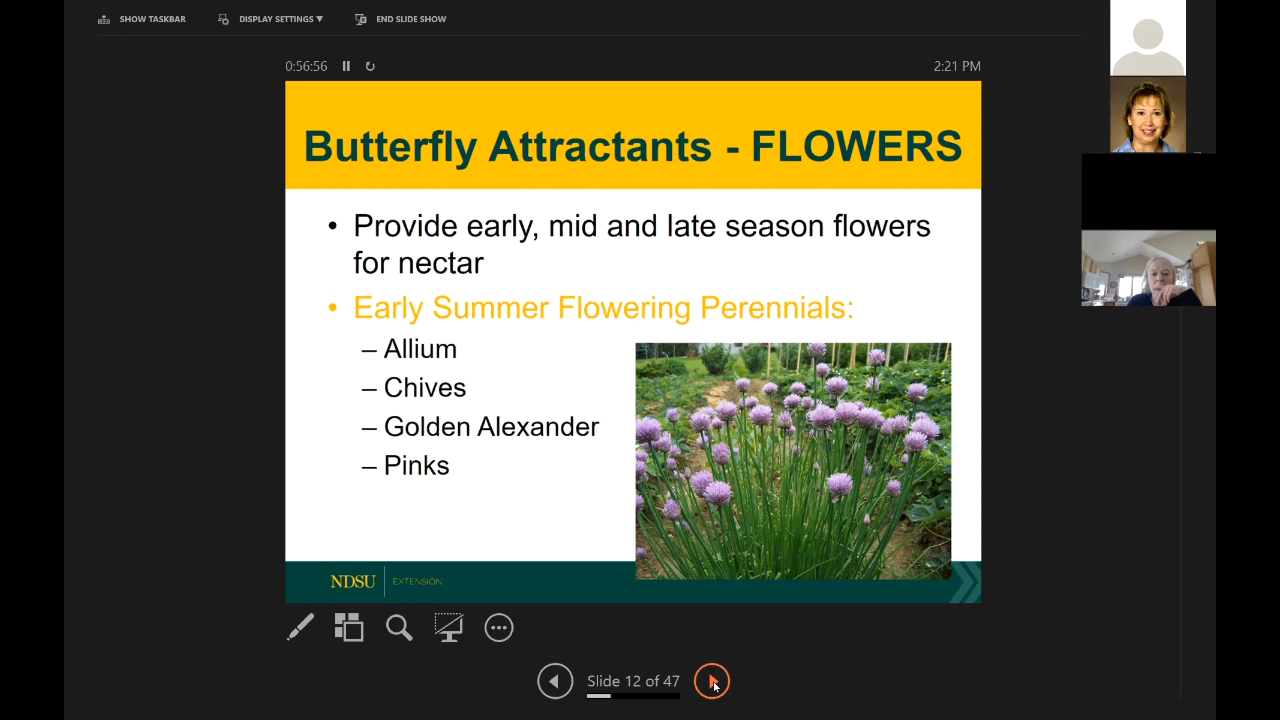 SHOW TASKBAR
DISPLAY SETTINGS ▼
END SLIDE SHOW
0:56:56
2:21 PM
Butterfly Attractants - FLOWERS
• Provide early, mid and late season flowers
for nectar
• Early Summer Flowering Perennials:
– Allium
– Chives
– Golden Alexander
– Pinks
NDSU EXTENSION
Slide 12 of 47